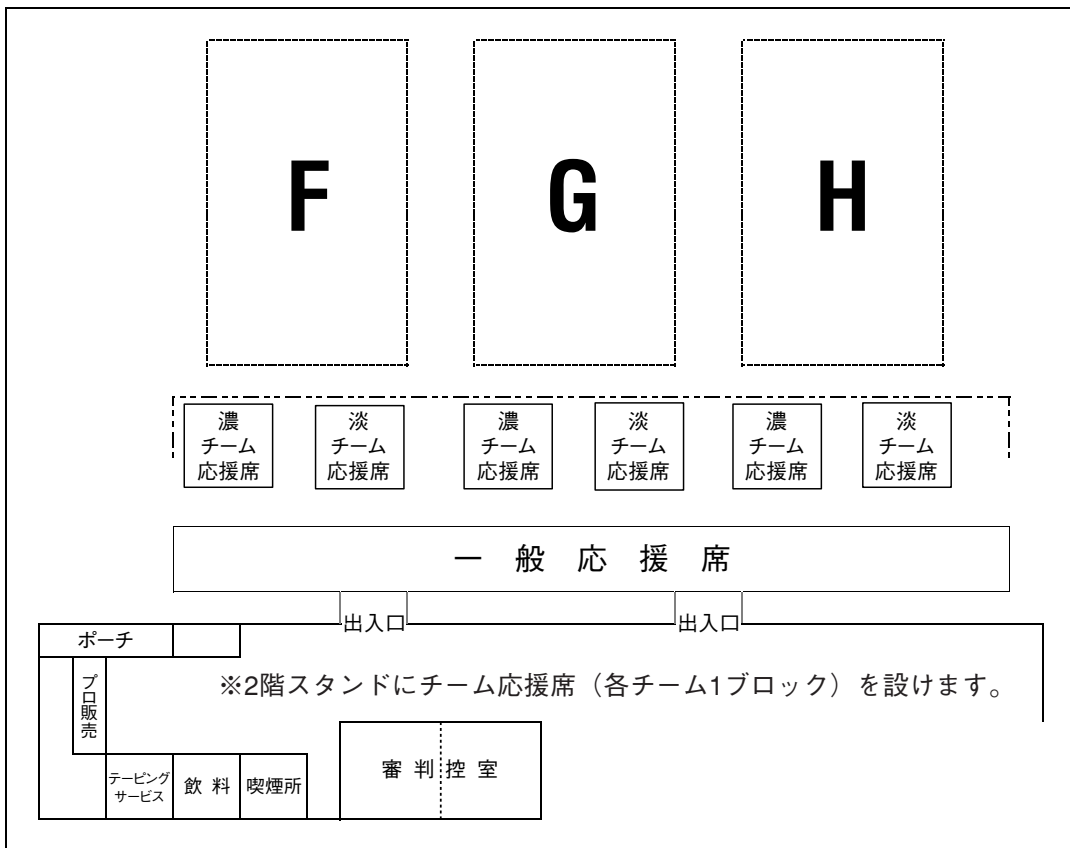 F
G
H
濃
チーム
応援席
淡
チーム
応援席
濃
チーム
応援席
淡
チーム
応援席
濃
チーム
応援席
淡
チーム
応援席
一般応援席
出入口
出入口
ポーチ
プロ販売
※2階スタンドにチーム応援席（各チーム1ブロック）を設けます。
テーピング
サービス
飲料
喫煙所
審判控室